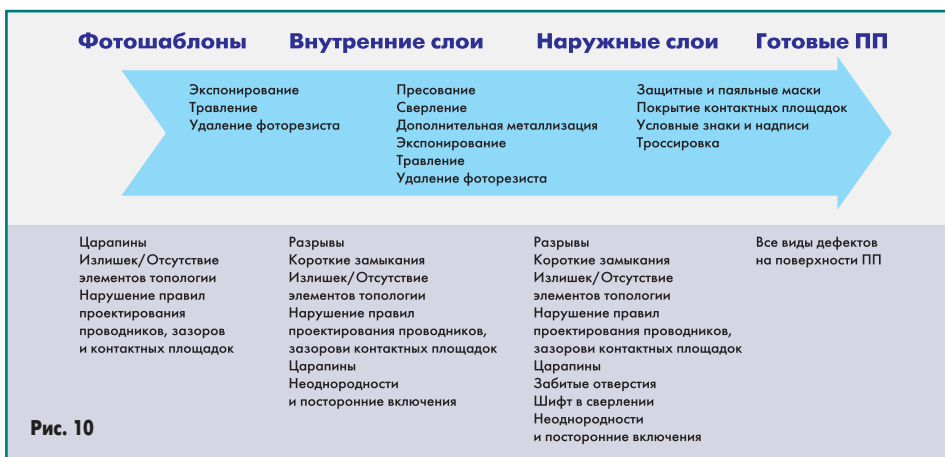 Фотошаблоны
Внутренние слои
Наружные слои
Готовые ПП
Экспонирование
Травление
Удаление фоторезиста
Пресование
Сверление
Дополнительная металлизация
Экспонирование
Травление
Удаление фоторезиста
Защитные и паяльные маски
Покрытие контактных площадок
Условные знаки и надписи
Троссировка
Царапины
Излишек/Отсутствие
элементов топологии
Нарушение правил
проектирования
проводников, зазоров
и контактных площадок
Разрывы
Короткие замыкания
Излишек/Отсутствие
элементов топологии
Нарушение правил
проектирования проводников,
зазорови контактных площадок
Царапины
Неоднородности
и посторонние включения
Разрывы
Короткие замыкания
Излишек/Отсутствие
элементов топологии
Нарушение правил
проектирования проводников,
зазорови контактных площадок
Царапины
Забитые отверстия
Шифт в сверлении
Неоднородности
и посторонние включения
Все виды дефектов
на поверхности ПП
Рис. 10